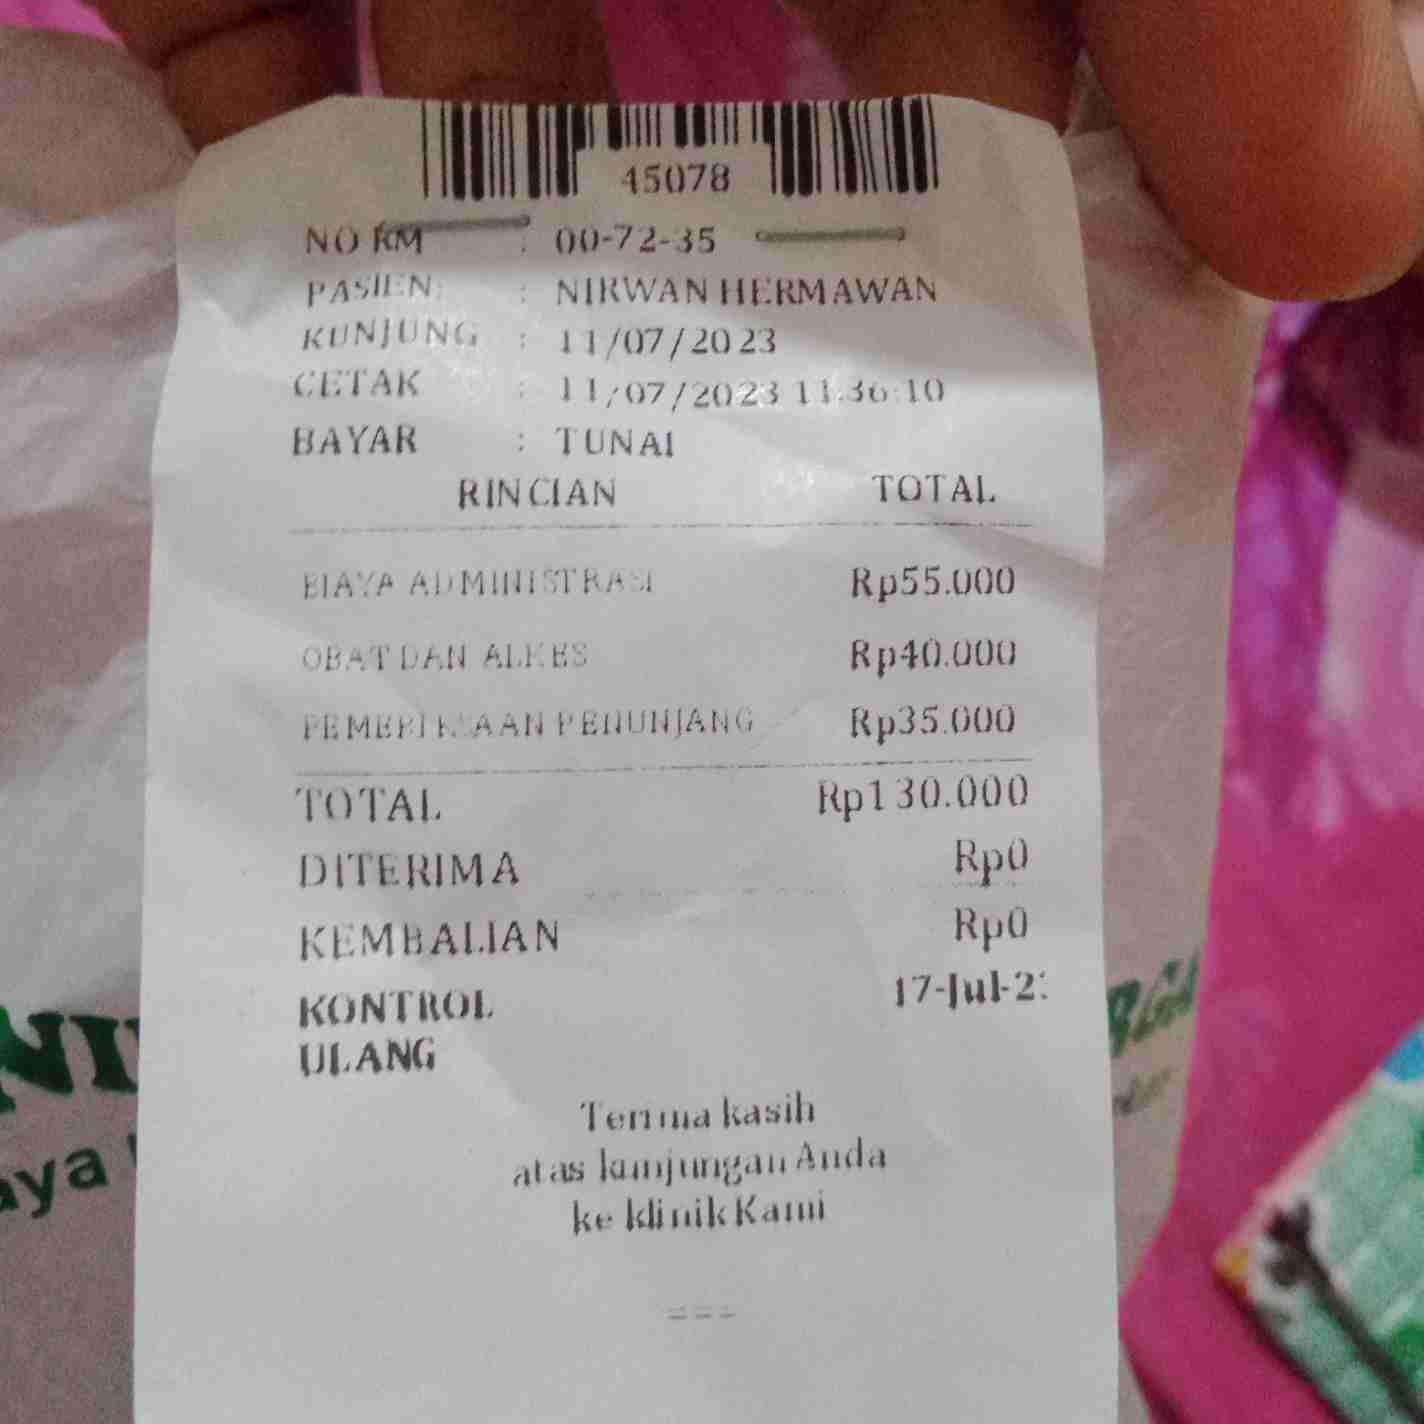 45078
NO RM : 00-72-35
PASIEN : NIRWAN HERMAWAN
KUNJUNG : 11/07/2023
CETAK : 11/07/2023 11:36:10
BAYAR : TUNAI
RINCIAN TOTAL
BIAYA ADMINISTRASI Rp55.000
OBAT DAN ALKES Rp40.000
PEMERIKSAAN PENUNJANG Rp35.000
TOTAL Rp130.000
DITERIMA Rp0
KEMBALIAN Rp0
KONTROL 17-Jul-2
ULANG
Terima kasih
atas kunjungan Anda
ke klinik Kami
===